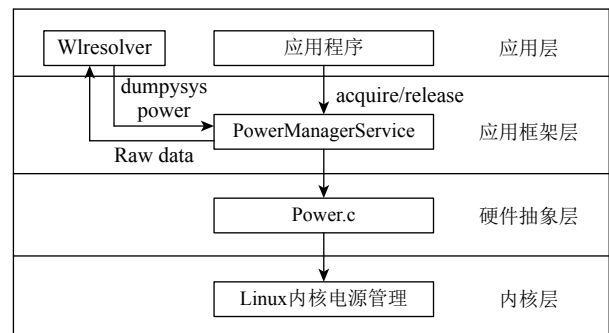 Wlresolver
应用程序
应用层
dumpysys
power
acquire/release
PowerManagerService
应用框架层
Raw data
Power.c
硬件抽象层
Linux内核电源管理
内核层